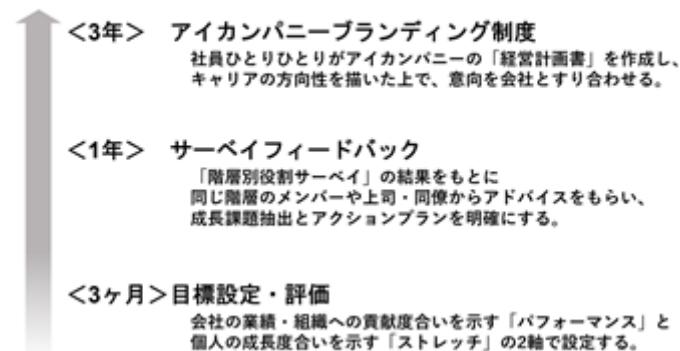 ＜3年＞　アイカンパニーブランディング制度
社員ひとりひとりがアイカンパニーの「経営計画書」を作成し、
キャリアの方向性を描いた上で、意向を会社とすり合わせる。
＜1年＞　サーベイフィードバック
「階層別役割サーベイ」の結果をもとに
同じ階層のメンバーや上司・同僚からアドバイスをもらい、
成長課題抽出とアクションプランを明確にする。
＜3ヶ月＞目標設定・評価
会社の業績・組織への貢献度合いを示す「パフォーマンス」と
個人の成長度合いを示す「ストレッチ」の2軸で設定する。